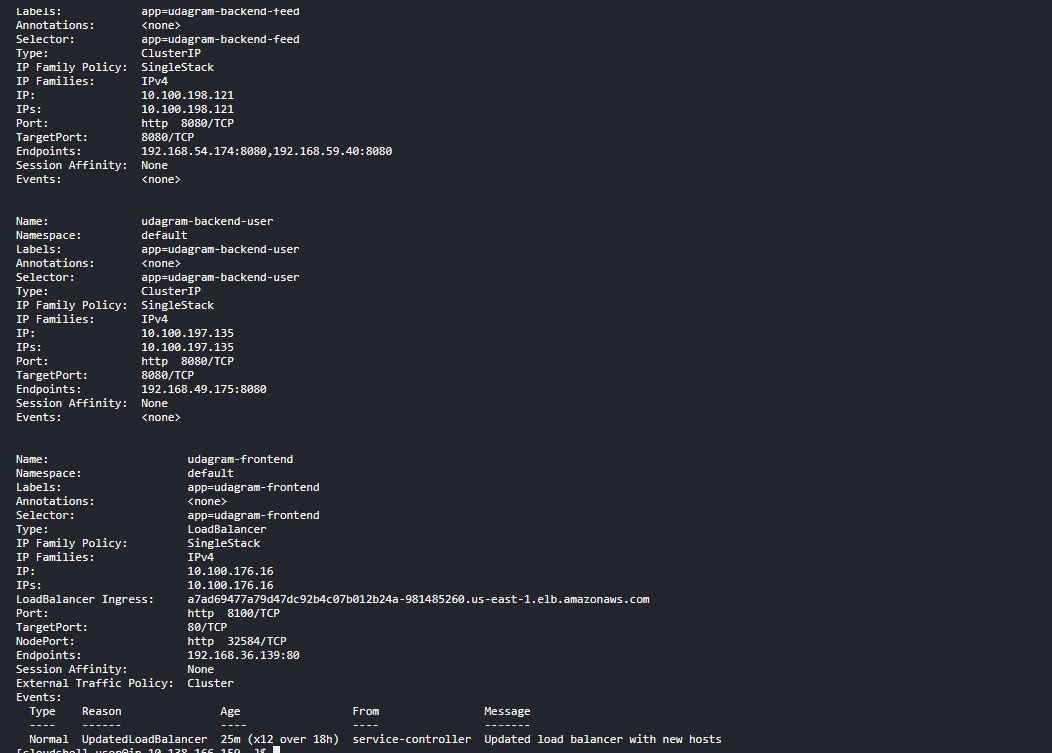 Labels:            app=udagram-backend-feed
Annotations:       <none>
Selector:          app=udagram-backend-feed
Type:              ClusterIP
IP Family Policy:  SingleStack
IP Families:       IPv4
IP:                10.100.198.121
IPs:               10.100.198.121
Port:              http  8080/TCP
TargetPort:        8080/TCP
Endpoints:         192.168.54.174:8080,192.168.59.40:8080
Session Affinity:  None
Events:            <none>
Name:              udagram-backend-user
Namespace:         default
Labels:            app=udagram-backend-user
Annotations:       <none>
Selector:          app=udagram-backend-user
Type:              ClusterIP
IP Family Policy:  SingleStack
IP Families:       IPv4
IP:                10.100.197.135
IPs:               10.100.197.135
Port:              http  8080/TCP
TargetPort:        8080/TCP
Endpoints:         192.168.49.175:8080
Session Affinity:  None
Events:            <none>
Name:                     udagram-frontend
Namespace:                default
Labels:                   app=udagram-frontend
Annotations:              <none>
Selector:                 app=udagram-frontend
Type:                     LoadBalancer
IP Family Policy:         SingleStack
IP Families:              IPv4
IP:                       10.100.176.16
IPs:                      10.100.176.16
LoadBalancer Ingress:     a7ad69477a79d47dc92b4c07b012b24a-981485260.us-east-1.elb.amazonaws.com
Port:                     http  8100/TCP
TargetPort:               80/TCP
NodePort:                 http  32584/TCP
Endpoints:                192.168.36.139:80
Session Affinity:         None
External Traffic Policy:  Cluster
Events:
  Type    Reason               Age                  From                Message
  ----    ------               ----                 ----                -------
  Normal  UpdatedLoadBalancer  25m (x12 over 18h)  service-controller  Updated load balancer with new hosts
[cloudshell-user@ip-10-138-166-159 ~]$